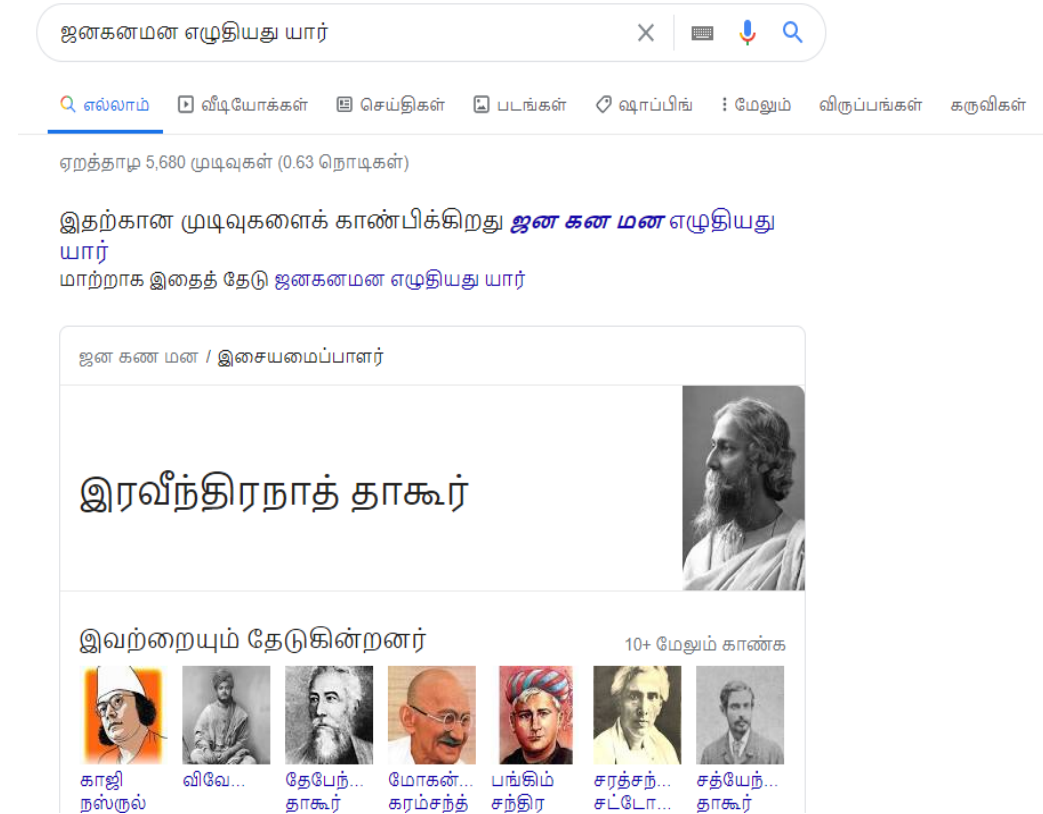 ஜனகனமன எழுதியது யார்
எல்லாம் வீடியோக்கள் செய்திகள் படங்கள் ஷாப்பிங் மேலும் விருப்பங்கள் கருவிகள்
ஏறத்தாழ 5,680 முடிவுகள் (0.63 நொடிகள்)
இதற்கான முடிவுகளைக் காண்பிக்கிறது ஜன கன மன எழுதியது
யார்
மாற்றாக இதைத் தேடு ஜனகனமன எழுதியது யார்
ஜன கண மன / இசையமைப்பாளர்
இரவீந்திரநாத் தாகூர்
இவற்றையும் தேடுகின்றனர் 10+ மேலும் காண்க
காஜி விவே... தேபேந்... மோகன்... பங்கிம் சரத்சந்... சத்யேந்...
நஸ்ருல் தாகூர் கரம்சந்த் சந்திர சட்டோ... தாகூர்